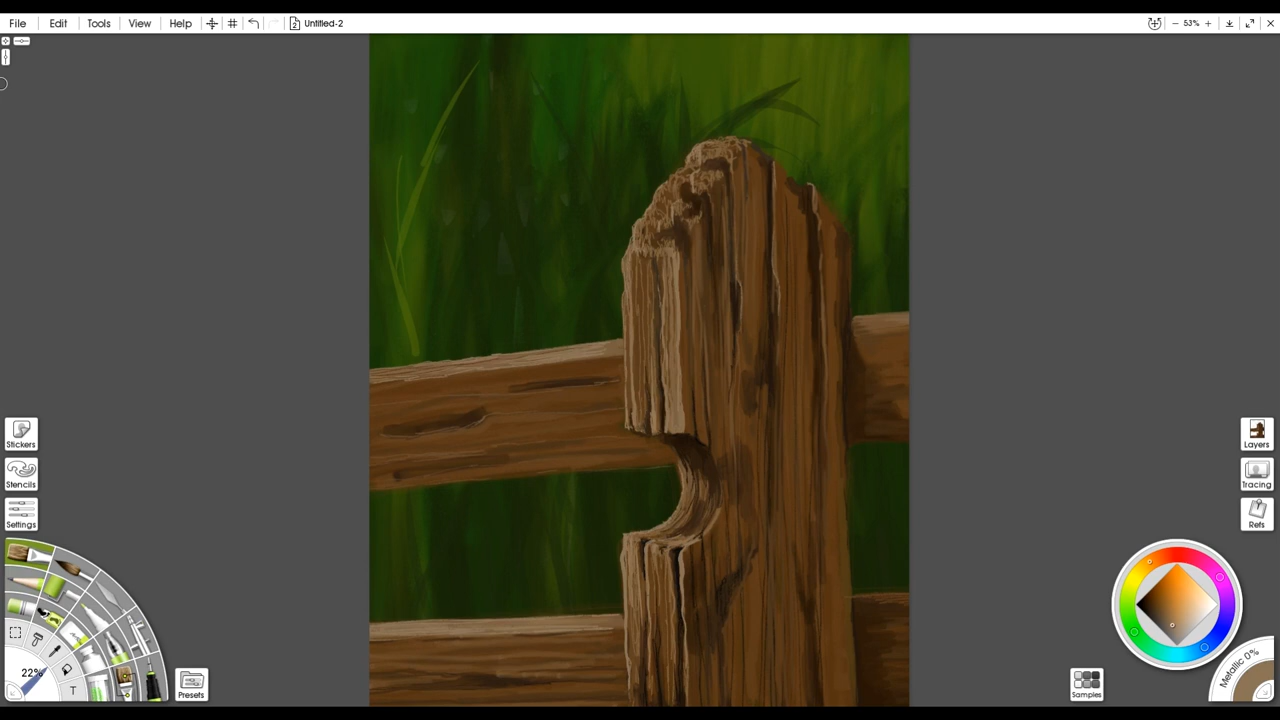 File Edit Tools View Help Untitled-2 53%
Stickers
Layers
Stencils
Tracing
Settings
Refs
22%
T
Presets
Samples
Metallic 0%